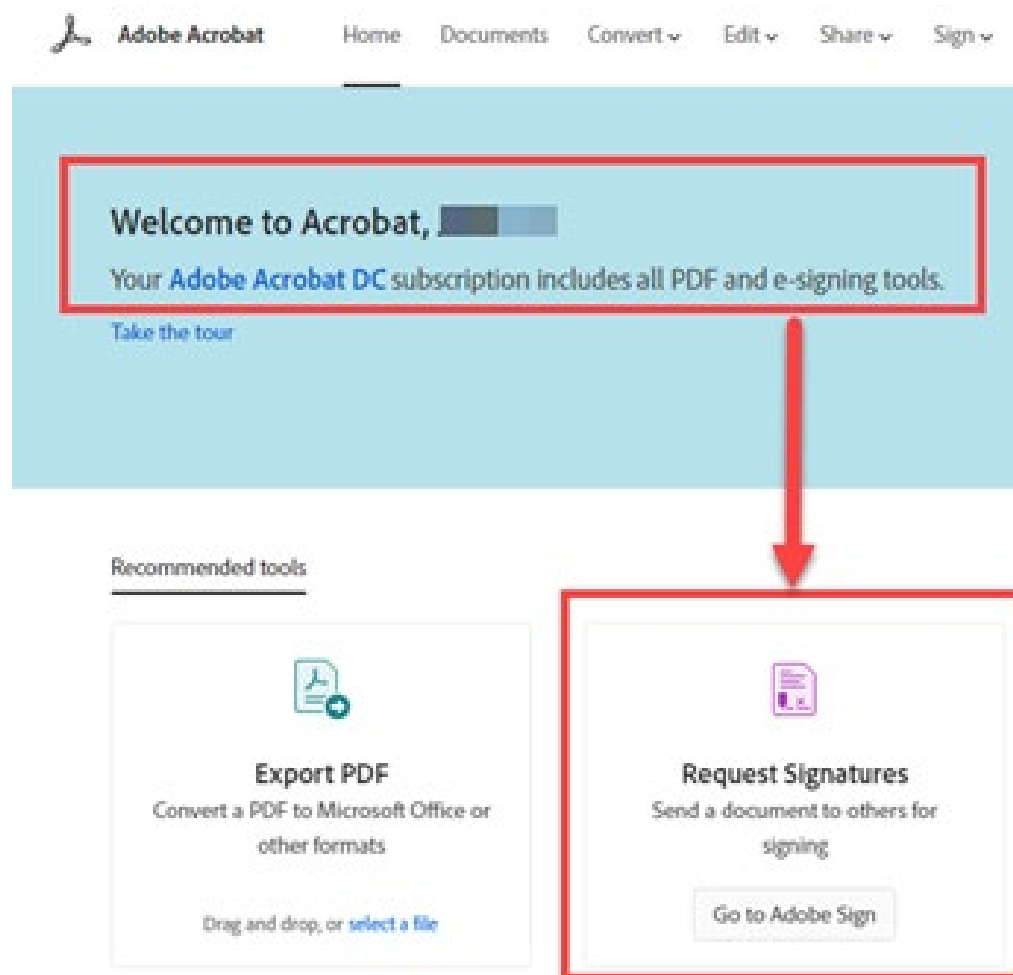 Adobe Acrobat Home Documents Convert Edit Share Sign
Welcome to Acrobat,
Your Adobe Acrobat DC subscription includes all PDF and e-signing tools.
Take the tour
Recommended tools
Export PDF
Convert a PDF to Microsoft Office or
other formats
Drag and drop, or select a file
Request Signatures
Send a document to others for
signing
Go to Adobe Sign